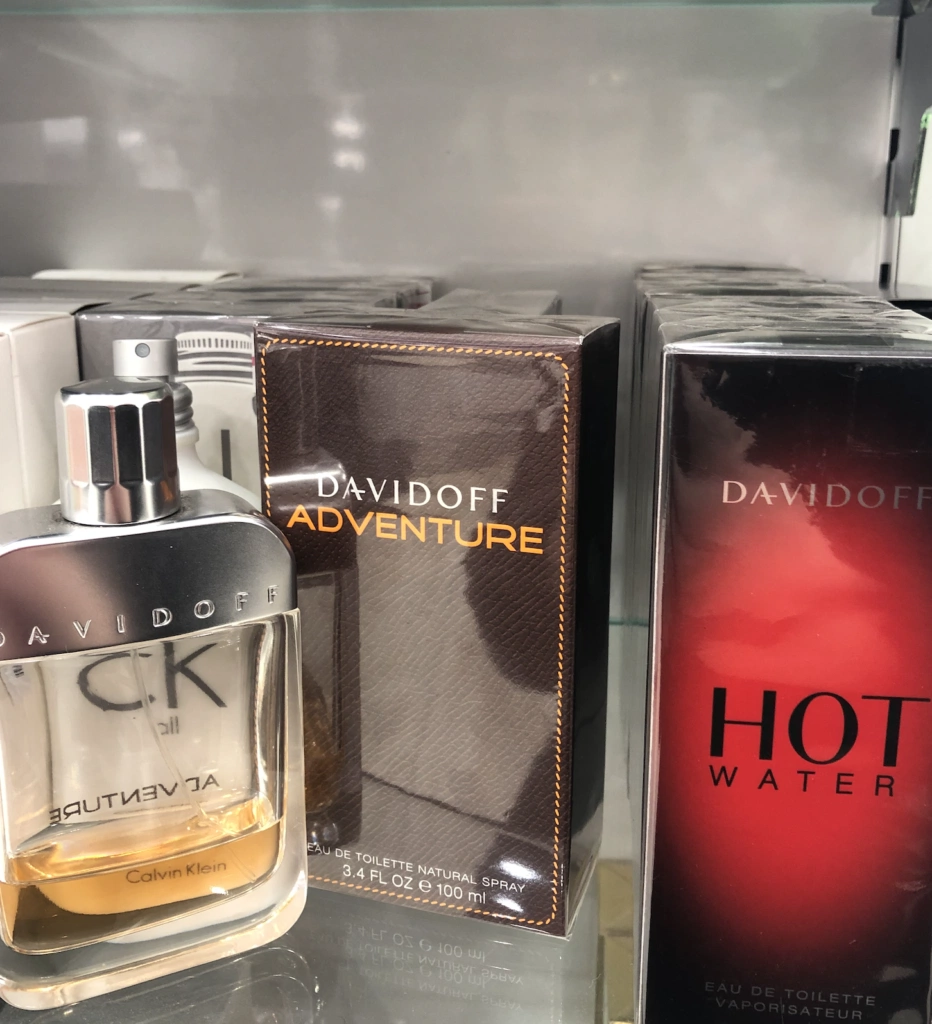 DAVIDOFF
CK
all
ADVENTURE
Calvin Klein
DAVIDOFF
ADVENTURE
EAU DE TOILETTE NATURAL SPRAY
3.4 FL OZ ℮ 100 ml
DAVIDOFF
HOT
WATER
EAU DE TOILETTE
VAPORISATEUR